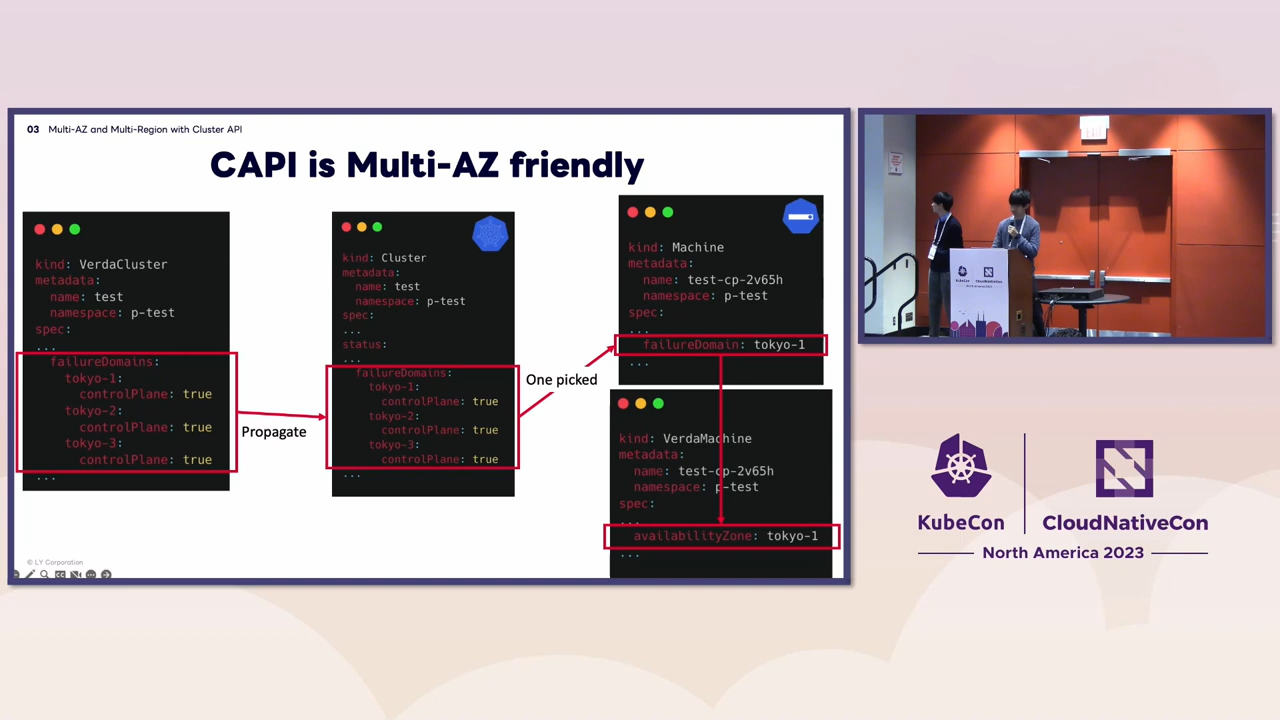 03 Multi-AZ and Multi-Region with Cluster API
CAPI is Multi-AZ friendly
kind: VerdaCluster
metadata:
name: test
namespace: p-test
spec:
...
failureDomains:
tokyo-1:
controlPlane: true
tokyo-2:
controlPlane: true
tokyo-3:
controlPlane: true
...
Propagate
kind: Cluster
metadata:
name: test
namespace: p-test
spec:
...
status:
...
failureDomains:
tokyo-1:
controlPlane: true
tokyo-2:
controlPlane: true
tokyo-3:
controlPlane: true
...
One picked
kind: Machine
metadata:
name: test-cp-2v65h
namespace: p-test
spec:
...
failureDomain: tokyo-1
...
kind: VerdaMachine
metadata:
name: test-cp-2v65h
namespace: p-test
spec:
...
availabilityZone: tokyo-1
...
© LY Corporation
KubeCon
CloudNativeCon
North America 2023